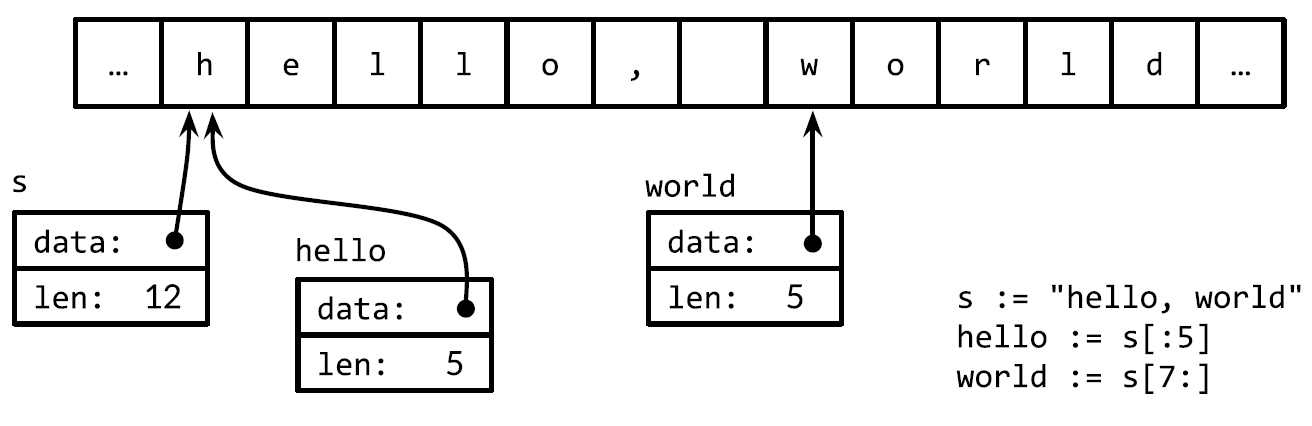 … h e l l o , w o r l d …
s
data:
len: 12
hello
data:
len: 5
world
data:
len: 5
s := "hello, world"
hello := s[:5]
world := s[7:]